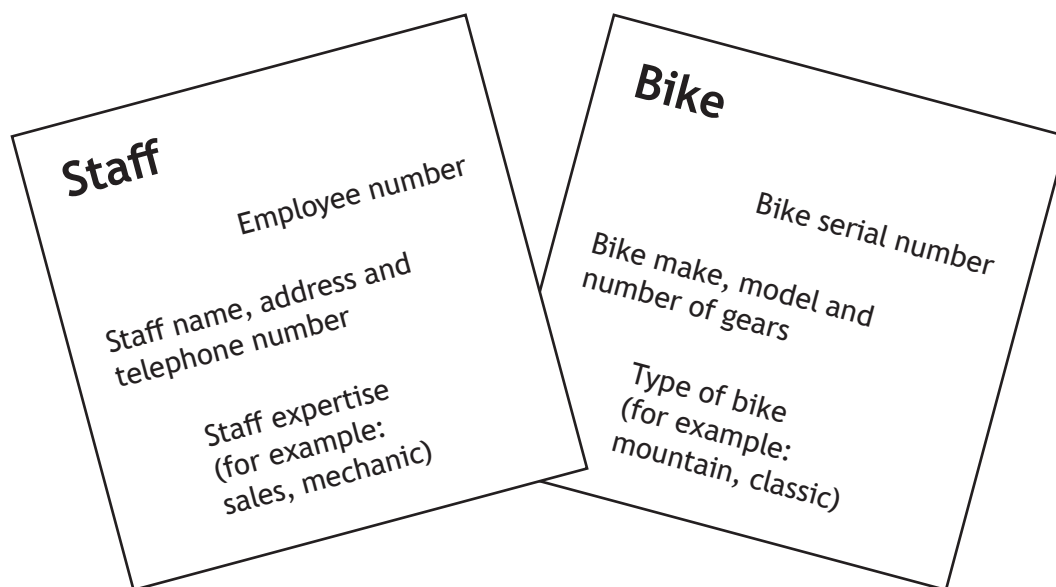 Staff
Employee number
Staff name, address and
telephone number
Staff expertise
(for example:
sales, mechanic)
Bike
Bike serial number
Bike make, model and
number of gears
Type of bike
(for example:
mountain, classic)